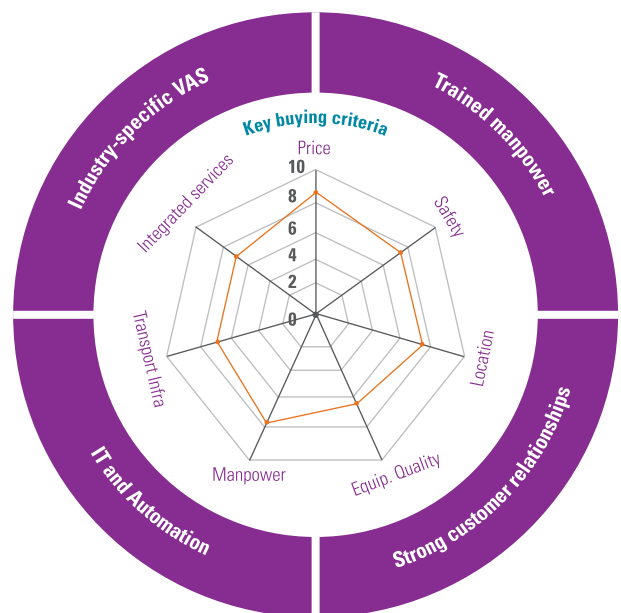 Industry-specific VAS
Trained manpower
Key buying criteria
Price
10
8
6
4
2
0
Integrated services
Safety
Transport Infra
Location
Manpower
Equip. Quality
IT and Automation
Strong customer relationships